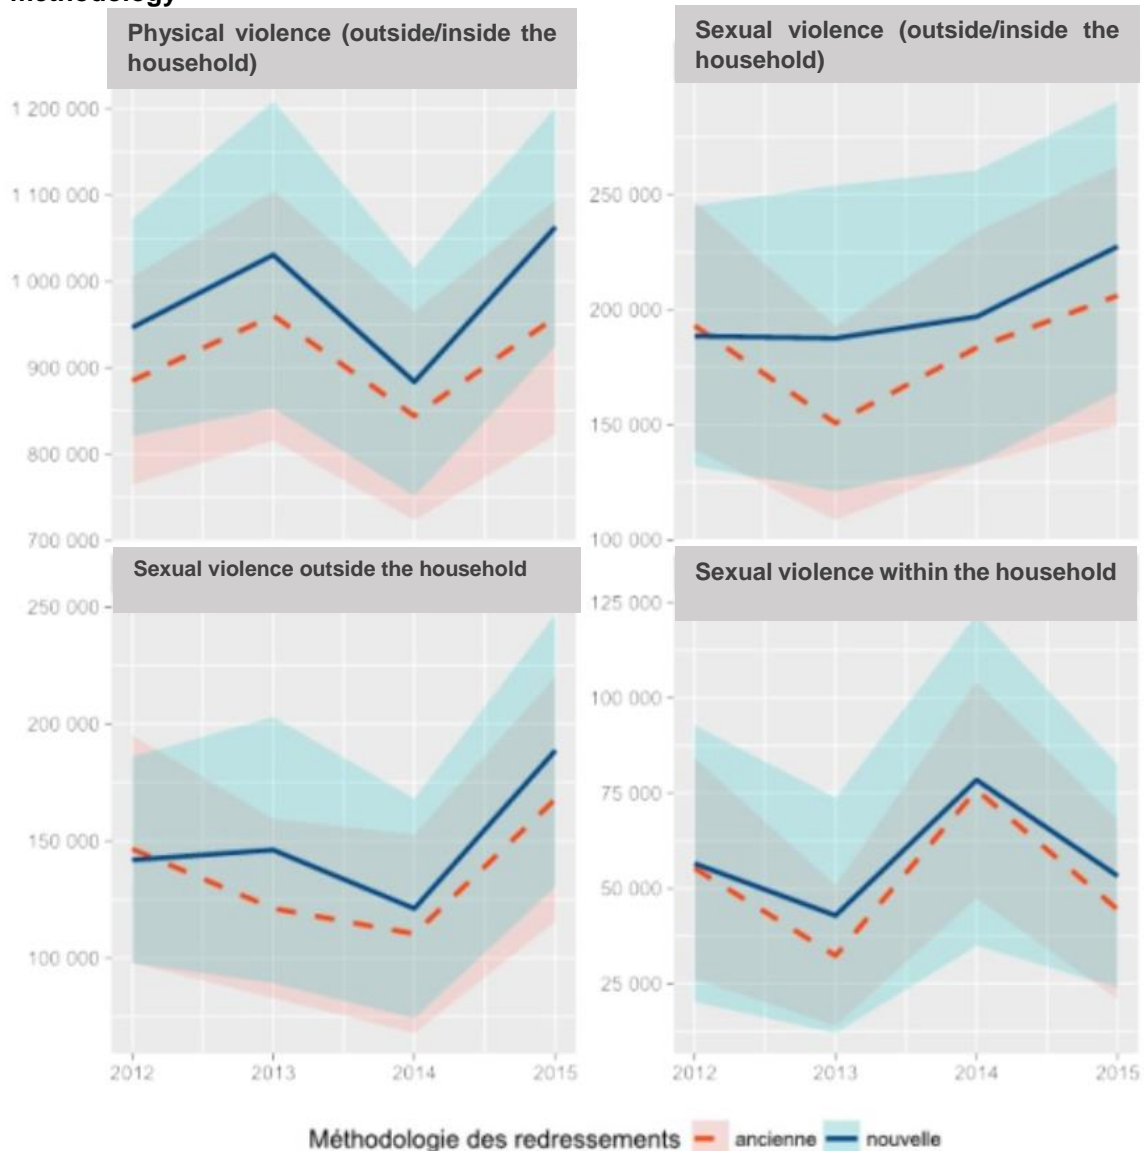 Methodology
Physical violence (outside/inside the
household)
Sexual violence (outside/inside the
household)
1 200 000
1 100 000
1 000 000
900 000
800 000
700 000
250 000
200 000
150 000
100 000
Sexual violence outside the household
Sexual violence within the household
250 000
200 000
150 000
100 000
125 000
100 000
75 000
50 000
25 000
2012 2013 2014 2015
2012 2013 2014 2015
Méthodologie des redressements ancienne nouvelle